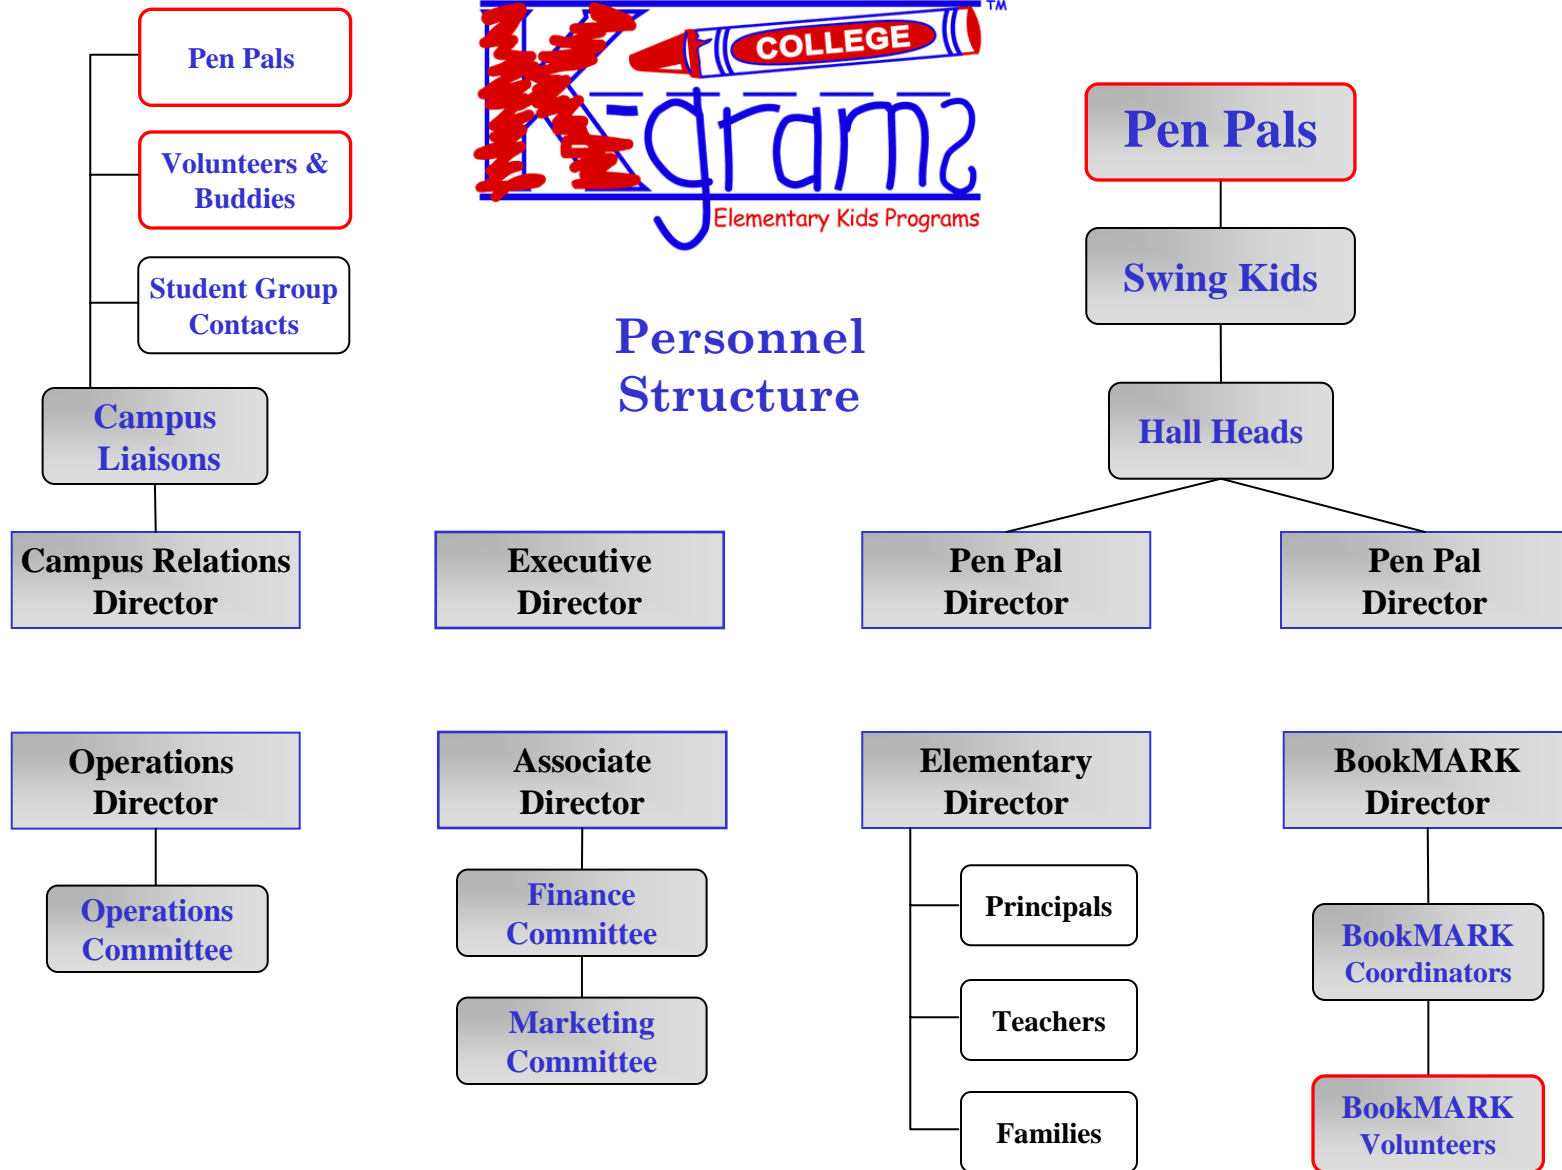 Pen Pals
Volunteers &
Buddies
Student Group
Contacts
Campus
Liaisons
Campus Relations
Director
K-grams
COLLEGE
TM
Elementary Kids Programs
Personnel
Structure
Executive
Director
Pen Pals
Swing Kids
Hall Heads
Pen Pal
Director
Pen Pal
Director
Operations
Director
Operations
Committee
Associate
Director
Finance
Committee
Marketing
Committee
Elementary
Director
Principals
Teachers
Families
BookMARK
Director
BookMARK
Coordinators
BookMARK
Volunteers